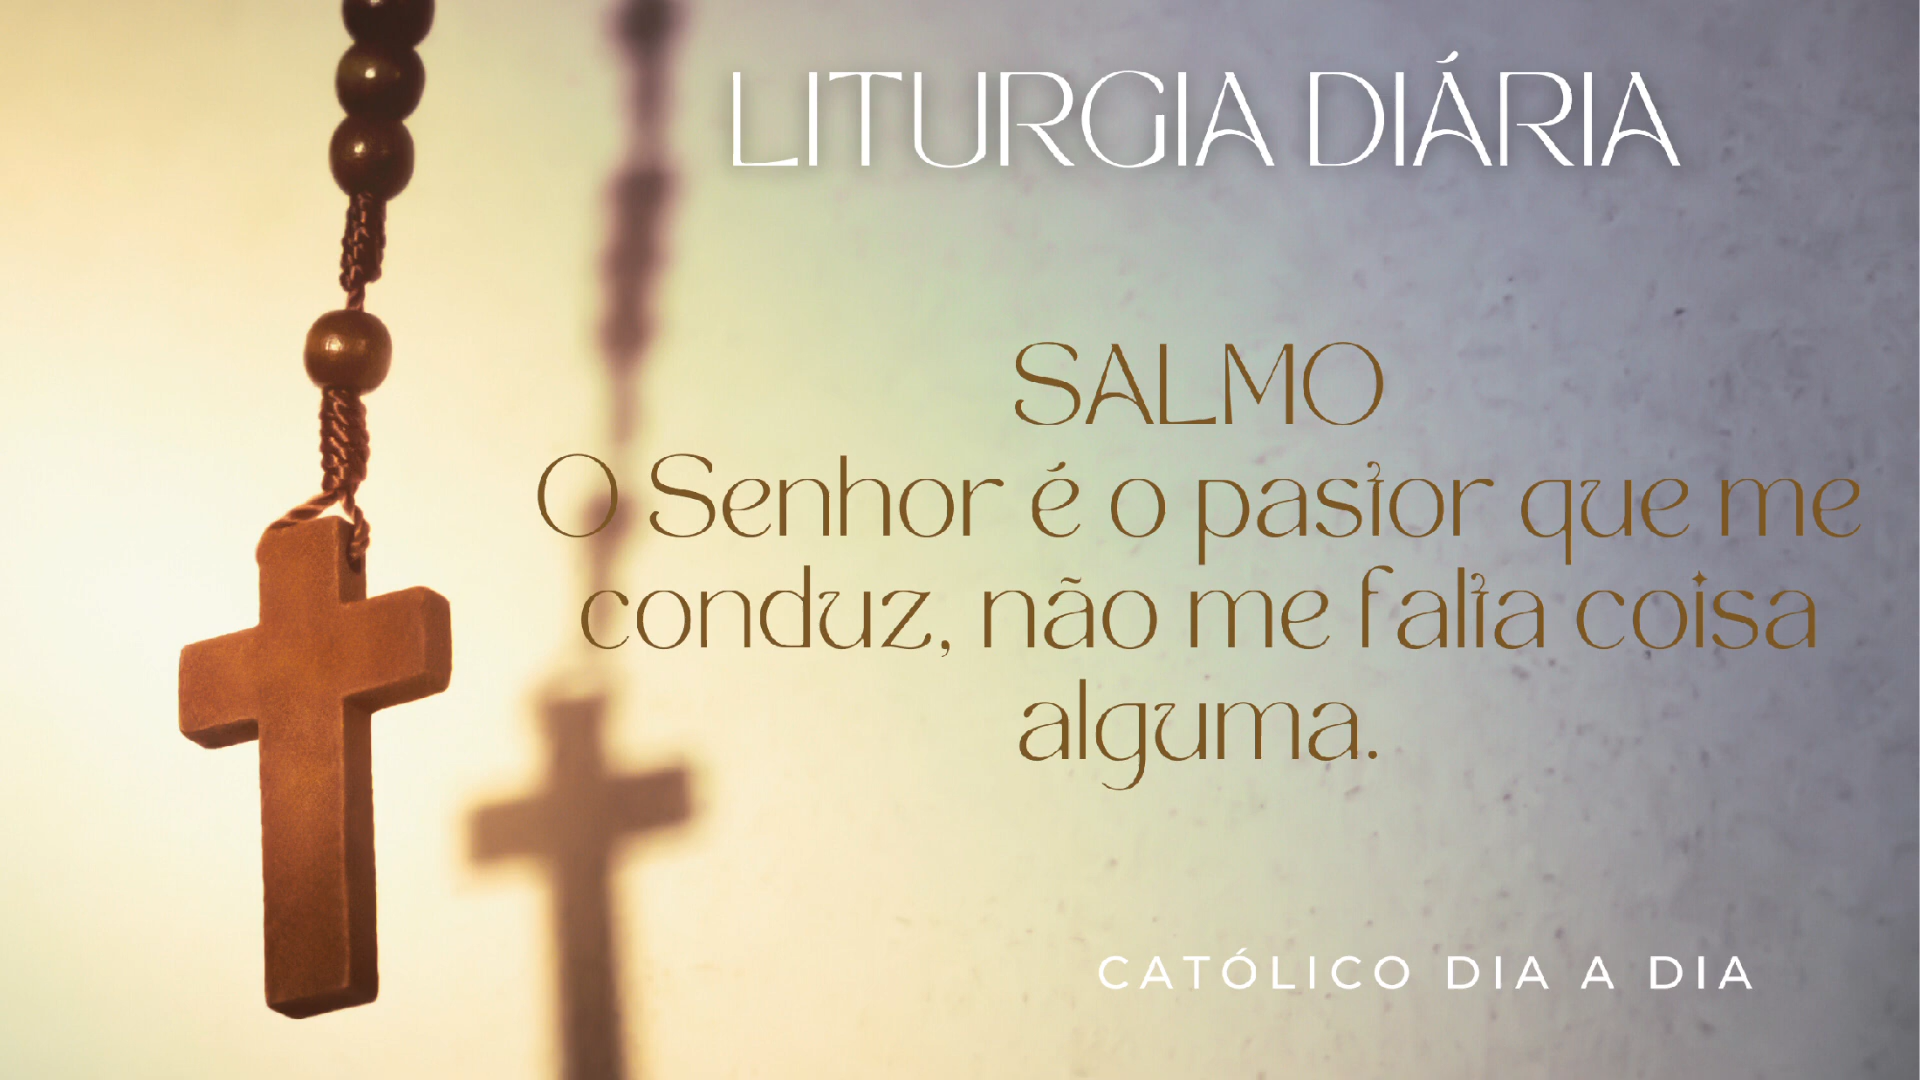 LITURGIA DIÁRIA
SALMO
O Senhor é o pastor que me
conduz, não me falta coisa
alguma.
CATÓLICO DIA A DIA